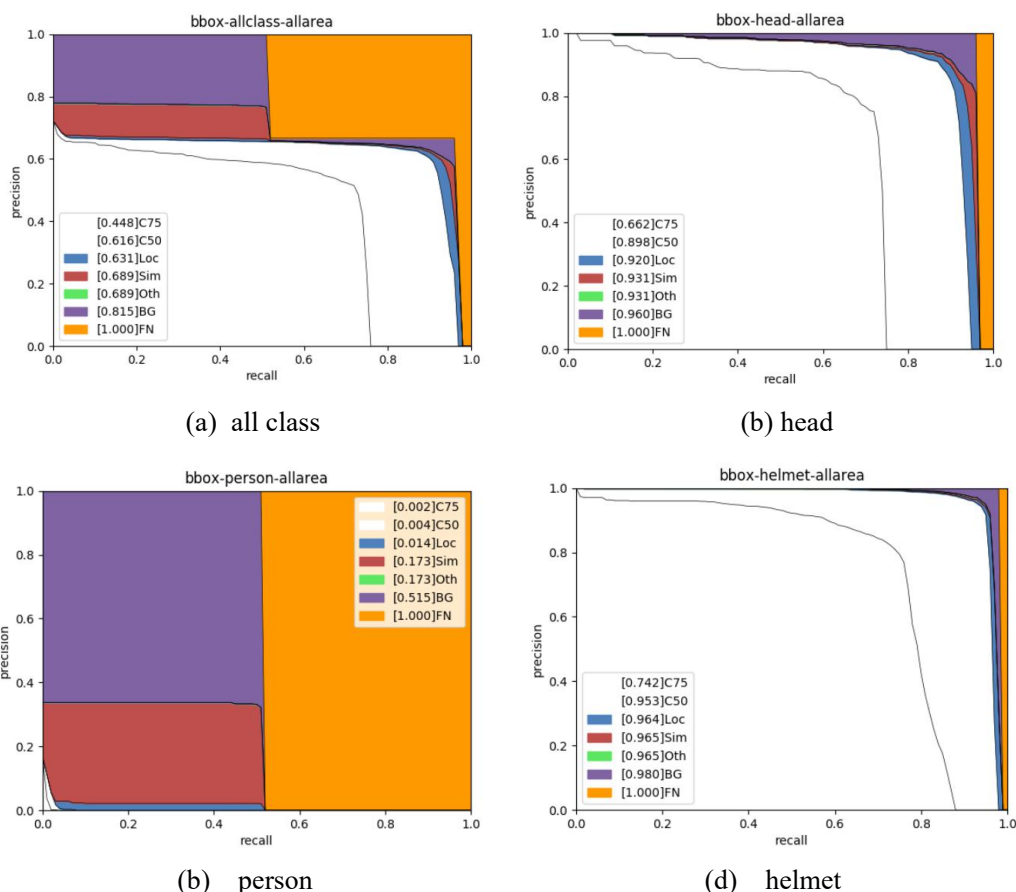 bbox-allclass-allarea
1.0
0.8
0.6
0.4
0.2
0.0
precision
[0.448]C75
[0.616]C50
[0.631]Loc
[0.689]Sim
[0.689]Oth
[0.815]BG
[1.000]FN
0.0 0.2 0.4 0.6 0.8 1.0
recall
(a) all class
bbox-head-allarea
1.0
0.8
0.6
0.4
0.2
0.0
precision
[0.662]C75
[0.898]C50
[0.920]Loc
[0.931]Sim
[0.931]Oth
[0.960]BG
[1.000]FN
0.0 0.2 0.4 0.6 0.8 1.0
recall
(b) head
bbox-person-allarea
1.0
0.8
0.6
0.4
0.2
0.0
precision
[0.002]C75
[0.004]C50
[0.014]Loc
[0.173]Sim
[0.173]Oth
[0.515]BG
[1.000]FN
0.0 0.2 0.4 0.6 0.8 1.0
recall
(b) person
bbox-helmet-allarea
1.0
0.8
0.6
0.4
0.2
0.0
precision
[0.742]C75
[0.953]C50
[0.964]Loc
[0.965]Sim
[0.965]Oth
[0.980]BG
[1.000]FN
0.0 0.2 0.4 0.6 0.8 1.0
recall
(d) helmet